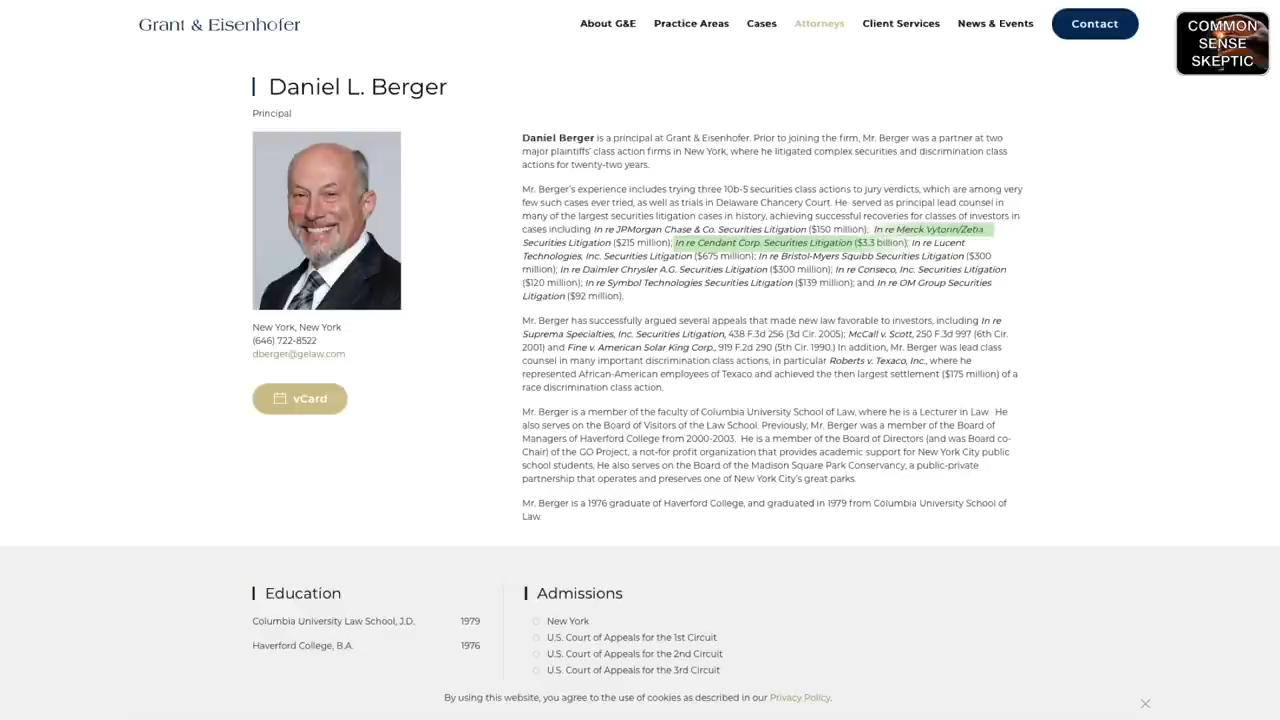 Grant & Eisenhofer
About G&E Practice Areas Cases Attorneys Client Services News & Events Contact
COMMON
SENSE
SKEPTIC
Daniel L. Berger
Principal
Daniel Berger is a principal at Grant & Eisenhofer. Prior to joining the firm, Mr. Berger was a partner at two
major plaintiffs' class action firms in New York, where he litigated complex securities and discrimination class
actions for twenty-two years.
Mr. Berger's experience includes trying three 10b-5 securities class actions to jury verdicts, which are among very
few such cases ever tried, as well as trials in Delaware Chancery Court. He served as principal lead counsel in
many of the largest securities litigation cases in history, achieving successful recoveries for classes of investors in
cases including In re JPMorgan Chase & Co. Securities Litigation ($150 million); In re Merck Vytorin/Zetia
Securities Litigation ($215 million); In re Cendant Corp. Securities Litigation ($3.3 billion); In re Lucent
Technologies, Inc. Securities Litigation ($675 million); In re Bristol-Myers Squibb Securities Litigation ($300
million); In re Daimler Chrysler A.G. Securities Litigation ($300 million); In re Conseco, Inc. Securities Litigation
($120 million); In re Symbol Technologies Securities Litigation ($139 million); and In re OM Group Securities
Litigation ($92 million).
Mr. Berger has successfully argued several appeals that made new law favorable to investors, including In re
Suprema Specialties, Inc. Securities Litigation, 438 F.3d 256 (3d Cir. 2005); McCall v. Scott, 250 F.3d 997 (6th Cir.
2001) and Fine v. American Solar King Corp., 919 F.2d 290 (5th Cir. 1990.) In addition, Mr. Berger was lead class
counsel in many important discrimination class actions, in particular Roberts v. Texaco, Inc., where he
represented African-American employees of Texaco and achieved the then largest settlement ($175 million) of a
race discrimination class action.
Mr. Berger is a member of the faculty of Columbia University School of Law, where he is a Lecturer in Law. He
also serves on the Board of Visitors of the Law School. Previously, Mr. Berger was a member of the Board of
Managers of Haverford College from 2000-2003. He is a member of the Board of Directors (and was Board co-
Chair) of the GO Project, a not-for profit organization that provides academic support for New York City public
school students. He also serves on the Board of the Madison Square Park Conservancy, a public-private
partnership that operates and preserves one of New York City's great parks.
Mr. Berger is a 1976 graduate of Haverford College, and graduated in 1979 from Columbia University School of
Law.
New York, New York
(646) 722-8522
dberger@gelaw.com
vCard
Education
Columbia University Law School, J.D. 1979
Haverford College, B.A. 1976
Admissions
New York
U.S. Court of Appeals for the 1st Circuit
U.S. Court of Appeals for the 2nd Circuit
U.S. Court of Appeals for the 3rd Circuit
By using this website, you agree to the use of cookies as described in our Privacy Policy.